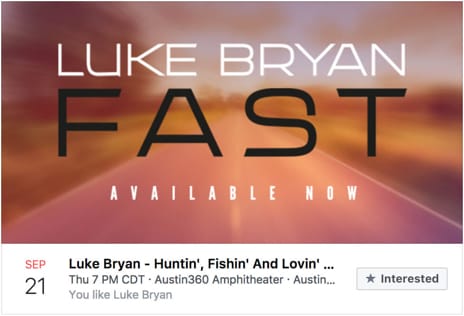 LUKE BRYAN
FAST
AVAILABLE NOW
SEP
21
Luke Bryan - Huntin', Fishin' And Lovin' ...
Thu 7 PM CDT · Austin360 Amphitheater · Austin...
You like Luke Bryan
★ Interested